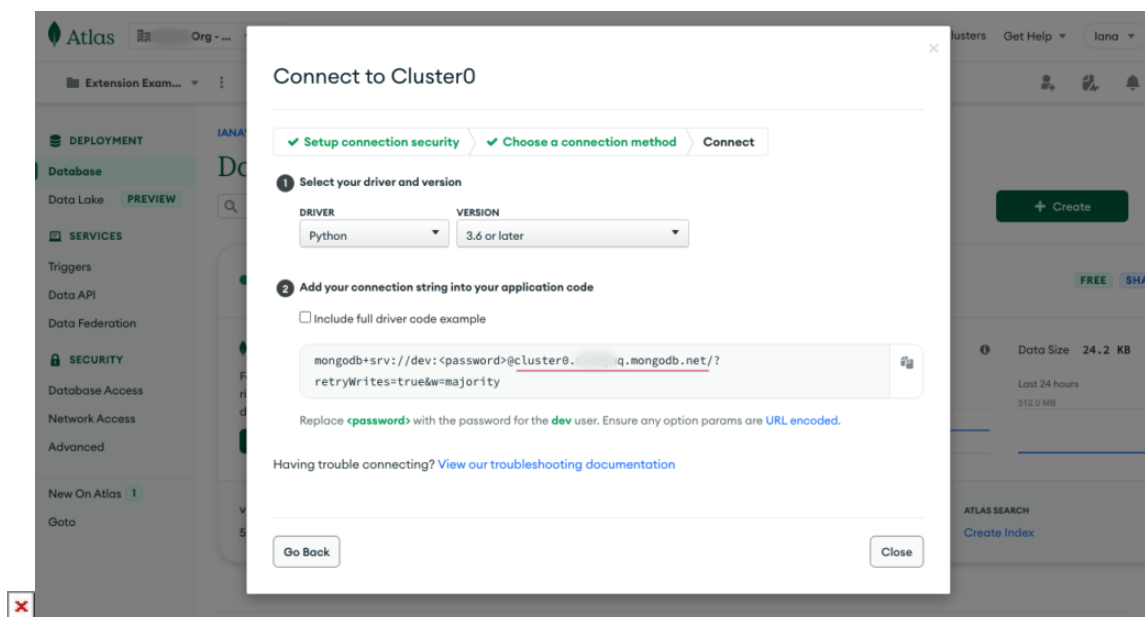 Atlas
Org - ...
lusters
Get Help
Iana
Extension Exam...
DEPLOYMENT
Database
Data Lake PREVIEW
SERVICES
Triggers
Data API
Data Federation
SECURITY
Database Access
Network Access
Advanced
New On Atlas 1
Goto
IANA'
Connect to Cluster0
Setup connection security
Choose a connection method
Connect
1 Select your driver and version
DRIVER VERSION
Python 3.6 or later
2 Add your connection string into your application code
Include full driver code example
mongodb+srv://dev:<password>@cluster0. q.mongodb.net/?
retryWrites=true&w=majority
Replace <password> with the password for the dev user. Ensure any option params are URL encoded.
Having trouble connecting? View our troubleshooting documentation
Go Back
Close
+ Create
FREE SHA
Data Size 24.2 KB
Last 24 hours
512.0 MB
ATLAS SEARCH
Create Index